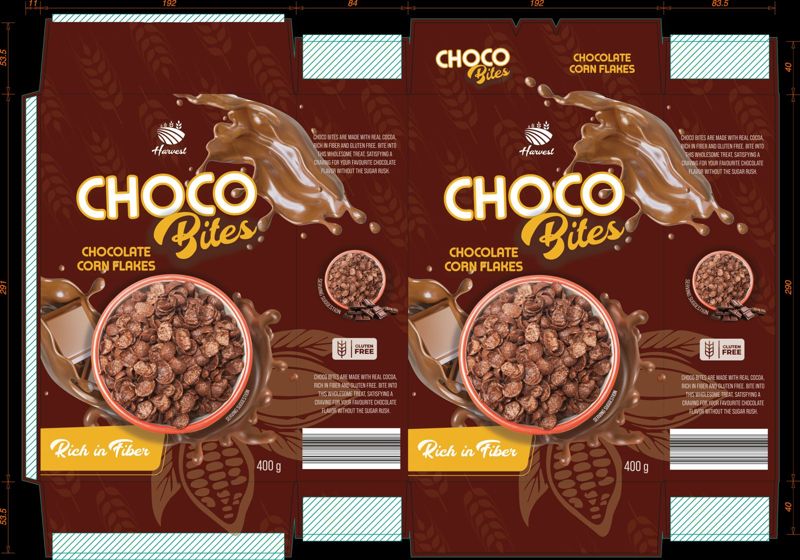 11
192
84
192
83.5
53.5
40
291
290
53.5
40
CHOCO
Bites
CHOCOLATE
CORN FLAKES
Harvest
CHOCO
Bites
CHOCOLATE
CORN FLAKES
SERVING SUGGESTION
Rich in Fiber
400 g
CHOCO BITES ARE MADE WITH REAL COCOA,
RICH IN FIBER AND GLUTEN FREE. BITE INTO
THIS WHOLESOME TREAT, SATISFYING A
CRAVING FOR YOUR FAVOURITE CHOCOLATE
FLAVOR WITHOUT THE SUGAR RUSH.
SERVING SUGGESTION
GLUTEN
FREE
CHOCO BITES ARE MADE WITH REAL COCOA,
RICH IN FIBER AND GLUTEN FREE. BITE INTO
THIS WHOLESOME TREAT, SATISFYING A
CRAVING FOR YOUR FAVOURITE CHOCOLATE
FLAVOR WITHOUT THE SUGAR RUSH.
Harvest
CHOCO
Bites
CHOCOLATE
CORN FLAKES
SERVING SUGGESTION
Rich in Fiber
400 g
CHOCO BITES ARE MADE WITH REAL COCOA,
RICH IN FIBER AND GLUTEN FREE. BITE INTO
THIS WHOLESOME TREAT, SATISFYING A
CRAVING FOR YOUR FAVOURITE CHOCOLATE
FLAVOR WITHOUT THE SUGAR RUSH.
SERVING SUGGESTION
GLUTEN
FREE
CHOCO BITES ARE MADE WITH REAL COCOA,
RICH IN FIBER AND GLUTEN FREE. BITE INTO
THIS WHOLESOME TREAT, SATISFYING A
CRAVING FOR YOUR FAVOURITE CHOCOLATE
FLAVOR WITHOUT THE SUGAR RUSH.